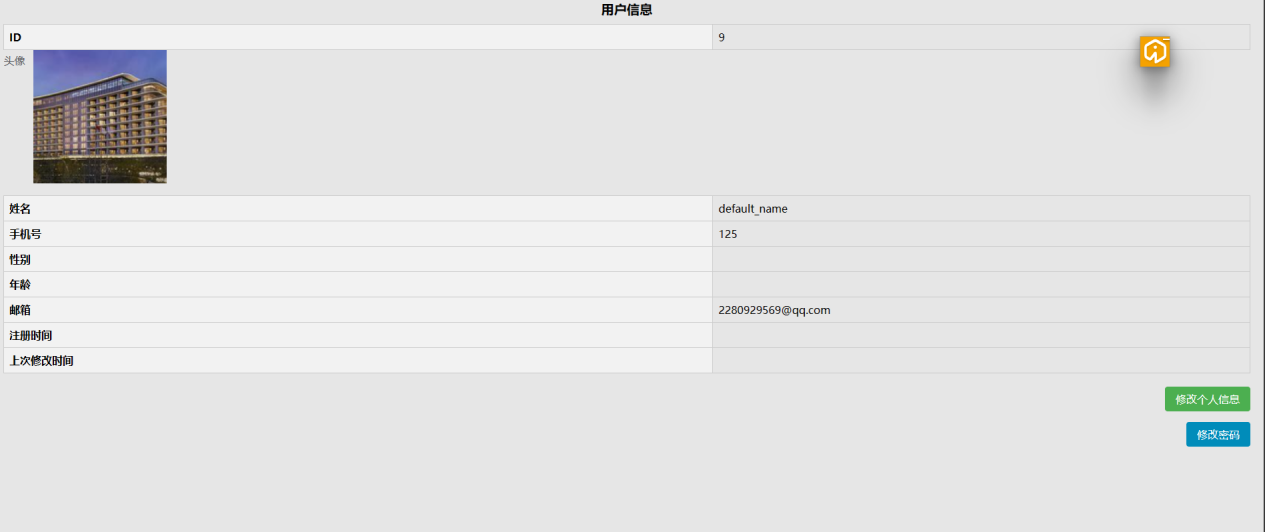 用户信息
ID 9
头像
姓名 default_name
手机号 125
性别
年龄
邮箱 2280929569@qq.com
注册时间
上次修改时间
修改个人信息
修改密码